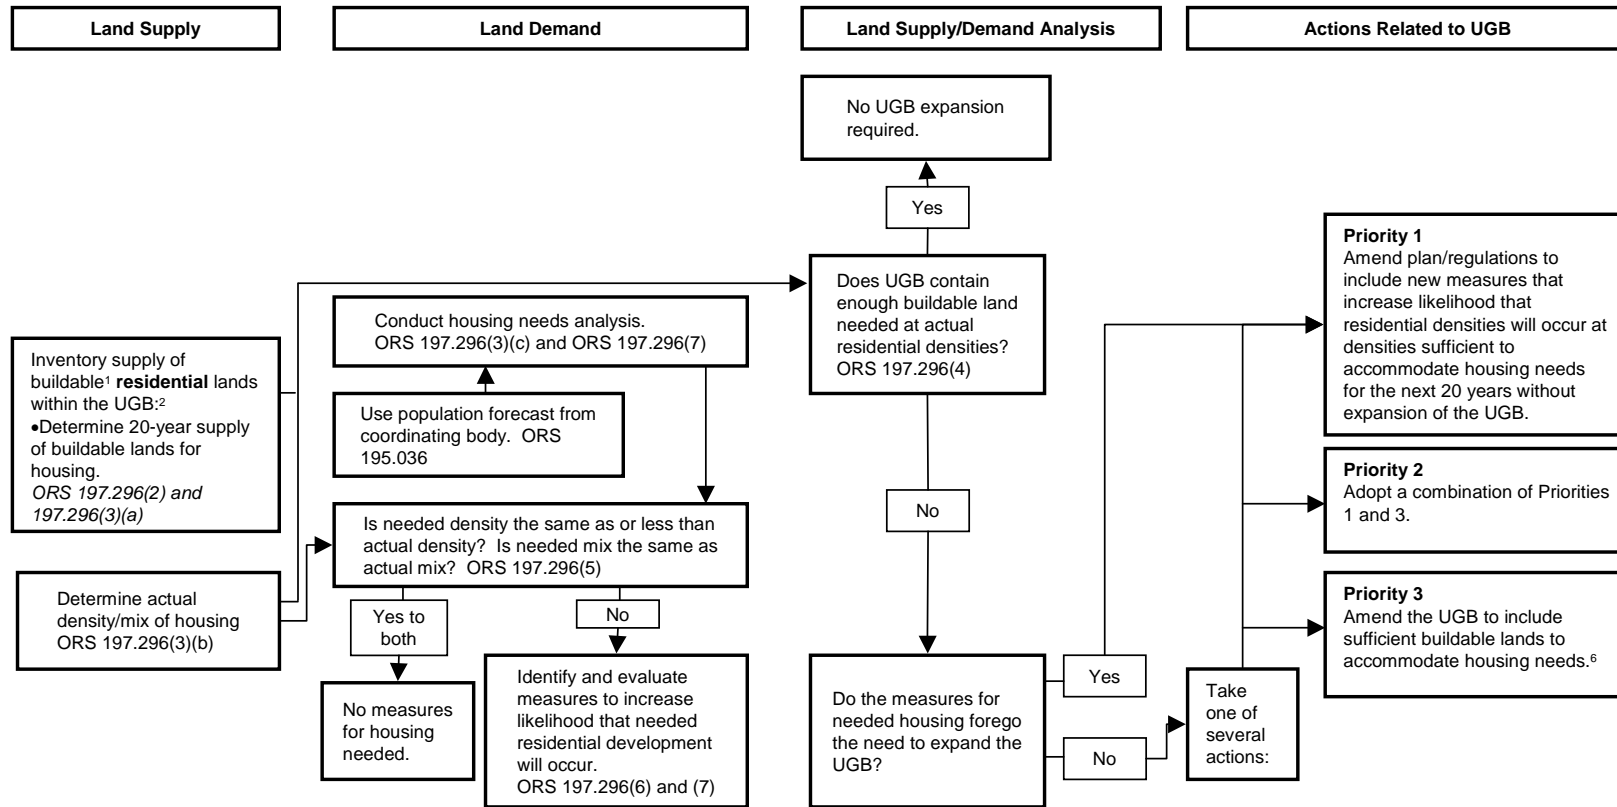 Land Supply
Land Demand
Land Supply/Demand Analysis
Actions Related to UGB
No UGB expansion
required.
Yes
Does UGB contain
enough buildable land
needed at actual
residential densities?
ORS 197.296(4)
Conduct housing needs analysis.
ORS 197.296(3)(c) and ORS 197.296(7)
Use population forecast from
coordinating body.  ORS
195.036
Inventory supply of
buildable¹ residential lands
within the UGB:²
•Determine 20-year supply
of buildable lands for
housing.
ORS 197.296(2) and
197.296(3)(a)
Determine actual
density/mix of housing
ORS 197.296(3)(b)
Is needed density the same as or less than
actual density?  Is needed mix the same as
actual mix?  ORS 197.296(5)
Yes to
both
No
No measures
for housing
needed.
Identify and evaluate
measures to increase
likelihood that needed
residential development
will occur.
ORS 197.296(6) and (7)
No
Do the measures for
needed housing forego
the need to expand the
UGB?
Yes
No
Take
one of
several
actions:
Priority 1
Amend plan/regulations to
include new measures that
increase likelihood that
residential densities will occur at
densities sufficient to
accommodate housing needs
for the next 20 years without
expansion of the UGB.
Priority 2
Adopt a combination of Priorities
1 and 3.
Priority 3
Amend the UGB to include
sufficient buildable lands to
accommodate housing needs.⁶